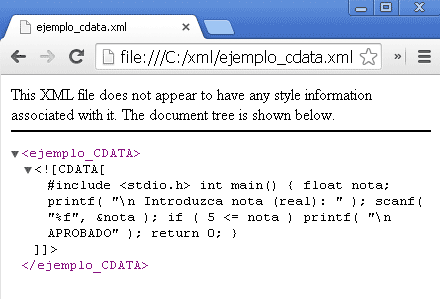 ejemplo_cdata.xml
file:///C:/xml/ejemplo_cdata.xml
This XML file does not appear to have any style information
associated with it. The document tree is shown below.
▼<ejemplo_CDATA>
▼<![CDATA[
#include <stdio.h> int main() { float nota;
printf( "\n Introduzca nota (real): " ); scanf(
"%f", &nota ); if ( 5 <= nota ) printf( "\n
APROBADO" ); return 0; }
]]>
</ejemplo_CDATA>